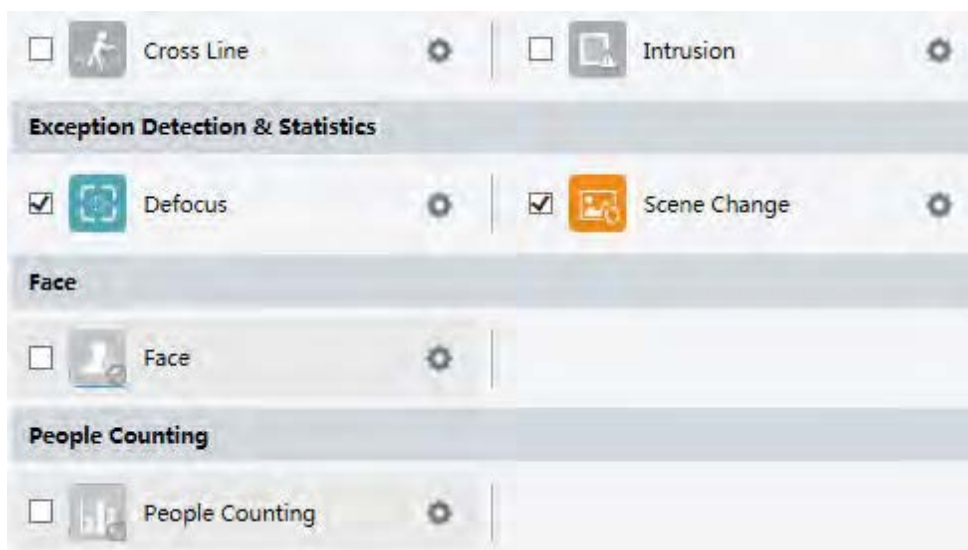 Cross Line
Intrusion
Exception Detection & Statistics
Defocus
Scene Change
Face
Face
People Counting
People Counting